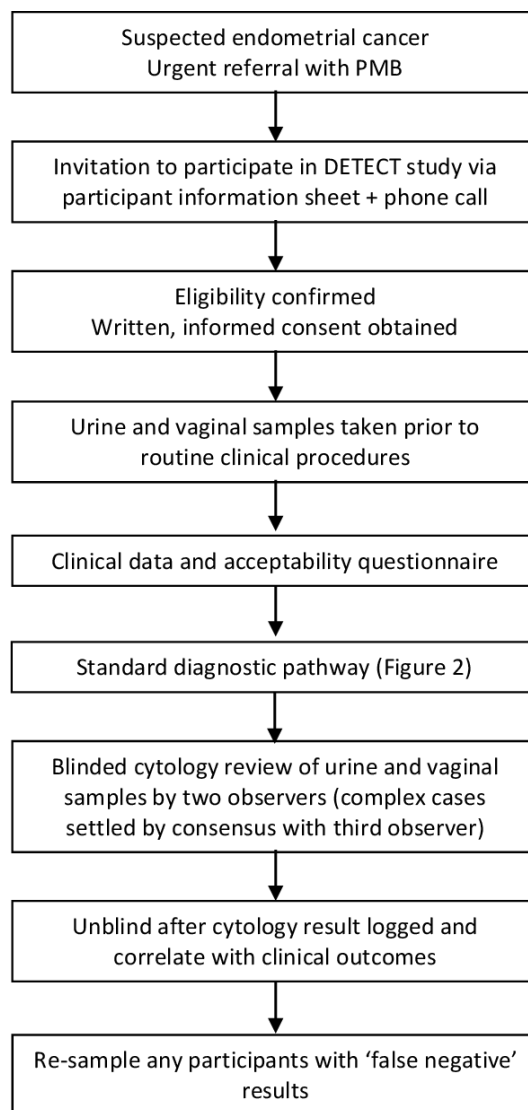 Suspected endometrial cancer
Urgent referral with PMB
Invitation to participate in DETECT study via
participant information sheet + phone call
Eligibility confirmed
Written, informed consent obtained
Urine and vaginal samples taken prior to
routine clinical procedures
Clinical data and acceptability questionnaire
Standard diagnostic pathway (Figure 2)
Blinded cytology review of urine and vaginal
samples by two observers (complex cases
settled by consensus with third observer)
Unblind after cytology result logged and
correlate with clinical outcomes
Re-sample any participants with ‘false negative’
results